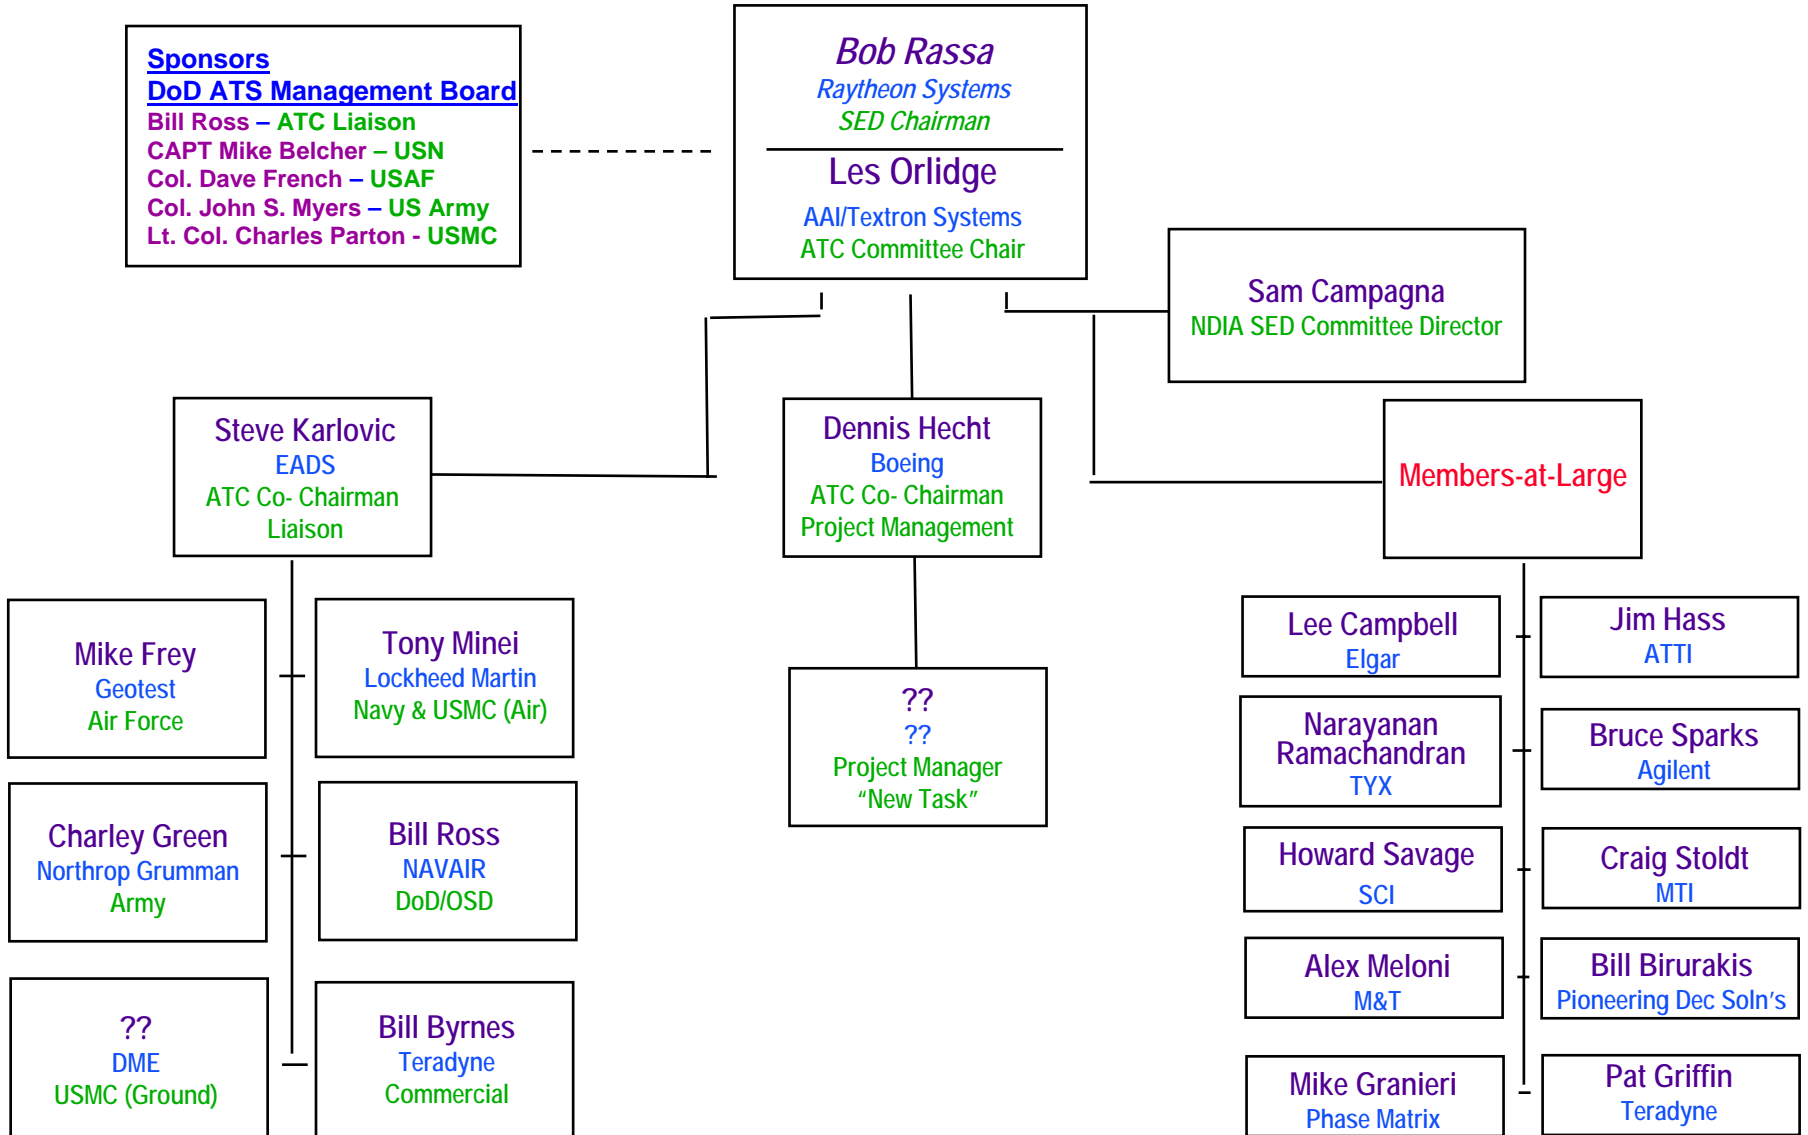 Sponsors
DoD ATS Management Board
Bill Ross – ATC Liaison
CAPT Mike Belcher – USN
Col. Dave French – USAF
Col. John S. Myers – US Army
Lt. Col. Charles Parton - USMC
Bob Rassa
Raytheon Systems
SED Chairman
Les Orlidge
AAI/Textron Systems
ATC Committee Chair
Sam Campagna
NDIA SED Committee Director
Steve Karlovic
EADS
ATC Co- Chairman
Liaison
Dennis Hecht
Boeing
ATC Co- Chairman
Project Management
Members-at-Large
Mike Frey
Geotest
Air Force
Tony Minei
Lockheed Martin
Navy & USMC (Air)
Charley Green
Northrop Grumman
Army
Bill Ross
NAVAIR
DoD/OSD
??
DME
USMC (Ground)
Bill Byrnes
Teradyne
Commercial
??
??
Project Manager
“New Task”
Lee Campbell
Elgar
Jim Hass
ATTI
Narayanan
Ramachandran
TYX
Bruce Sparks
Agilent
Howard Savage
SCI
Craig Stoldt
MTI
Alex Meloni
M&T
Bill Birurakis
Pioneering Dec Soln's
Mike Granieri
Phase Matrix
Pat Griffin
Teradyne